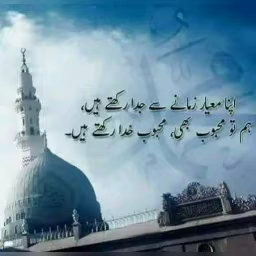 اپنا معیار زمانے سے جدا رکھتے ہیں،
ہم تو محبوب بھی، محبوب خدا رکھتے ہیں۔